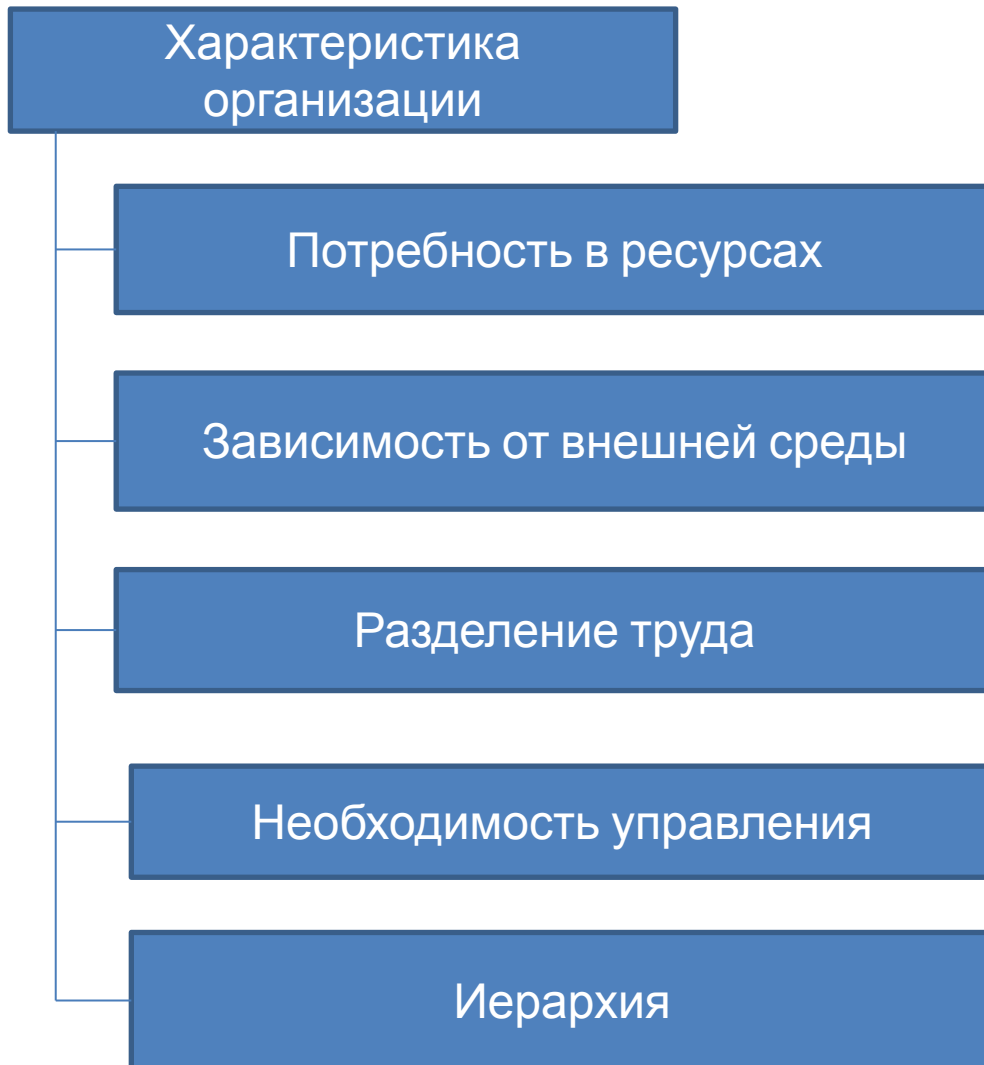 Характеристика
организации
Потребность в ресурсах
Зависимость от внешней среды
Разделение труда
Необходимость управления
Иерархия